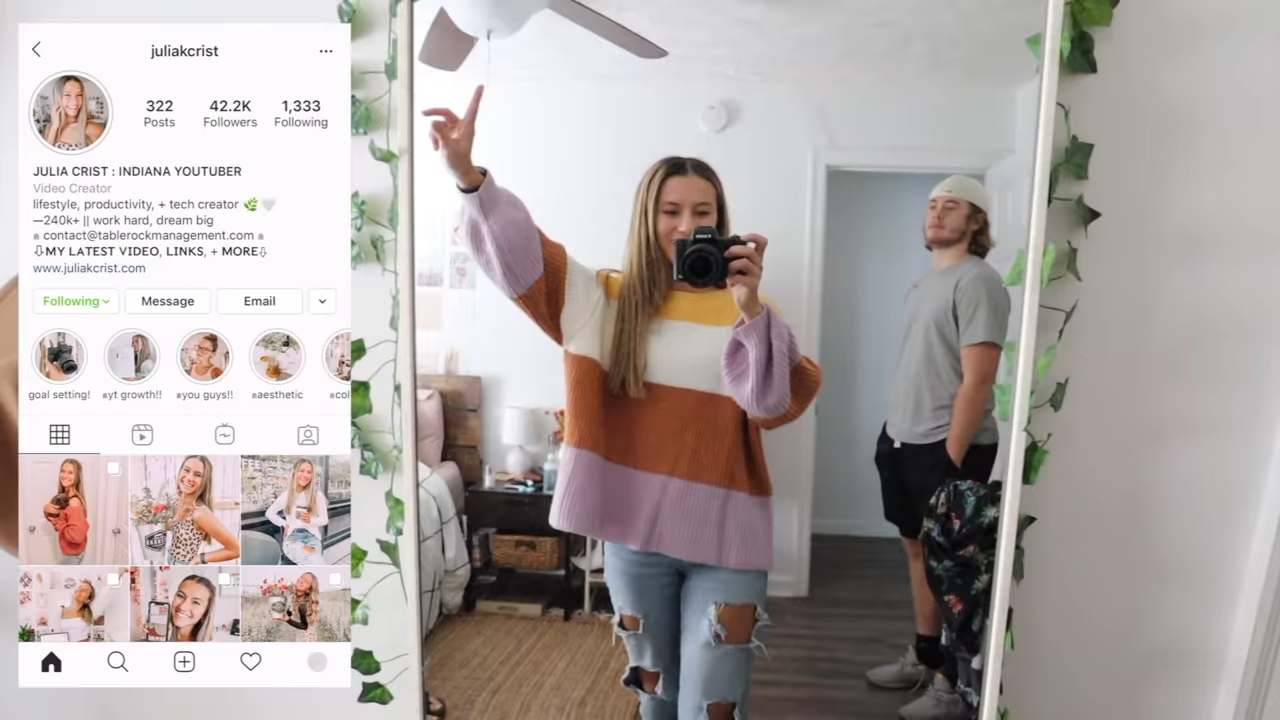 juliakcrist
322 42.2K 1,333
Posts Followers Following
JULIA CRIST : INDIANA YOUTUBER
Video Creator
lifestyle, productivity, + tech creator 🌿🤍
—240k+ || work hard, dream big
contact@tablerockmanagement.com
⇩MY LATEST VIDEO, LINKS, + MORE⇩
www.juliakcrist.com
Following Message Email
goal setting! yt growth!! you guys!! aesthetic